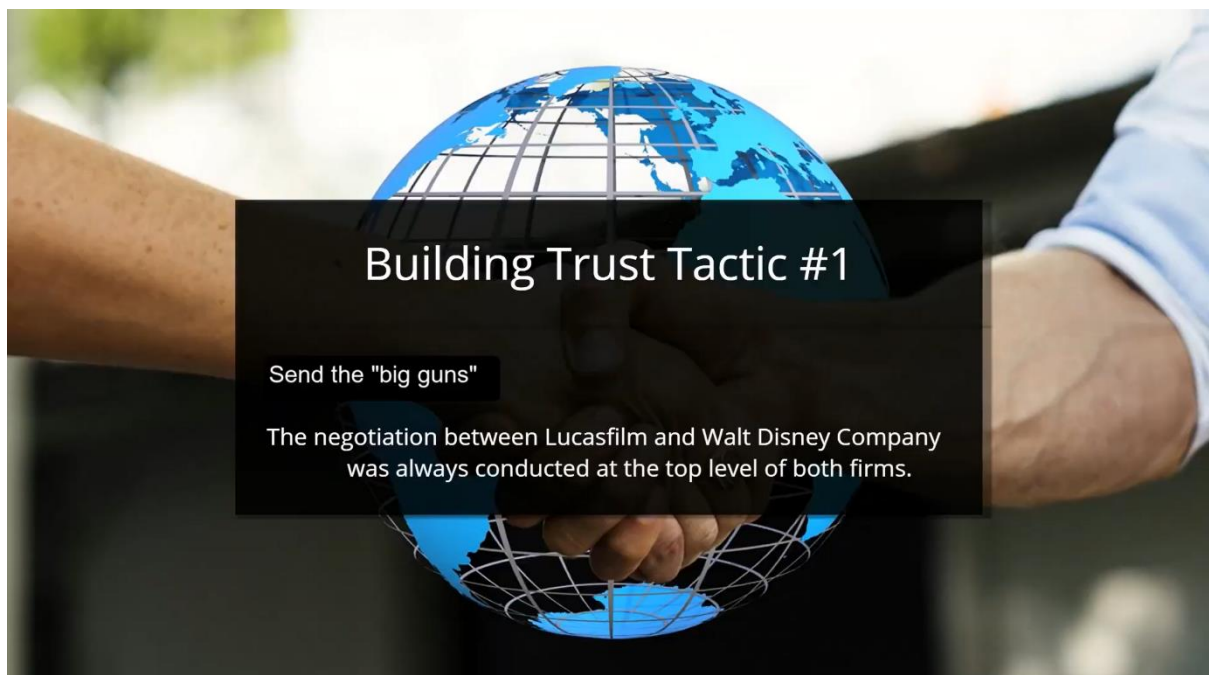 Building Trust Tactic #1
Send the "big guns"
The negotiation between Lucasfilm and Walt Disney Company
was always conducted at the top level of both firms.